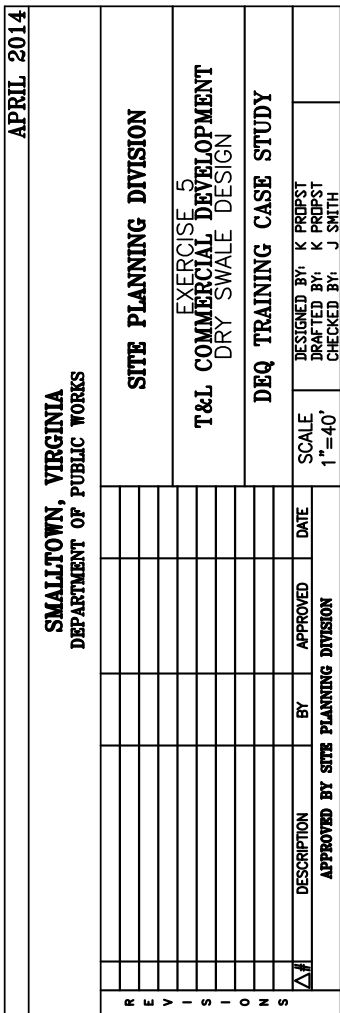 APRIL 2014
SMALLTOWN, VIRGINIA
DEPARTMENT OF PUBLIC WORKS
REVISIONS
SITE PLANNING DIVISION
EXERCISE 5
T&L COMMERCIAL DEVELOPMENT
DRY SWALE DESIGN
DEQ TRAINING CASE STUDY
△# DESCRIPTION BY APPROVED DATE
APPROVED BY SITE PLANNING DIVISION
SCALE
1"=40'
DESIGNED BY: K PROPST
DRAFTED BY: K PROPST
CHECKED BY: J SMITH